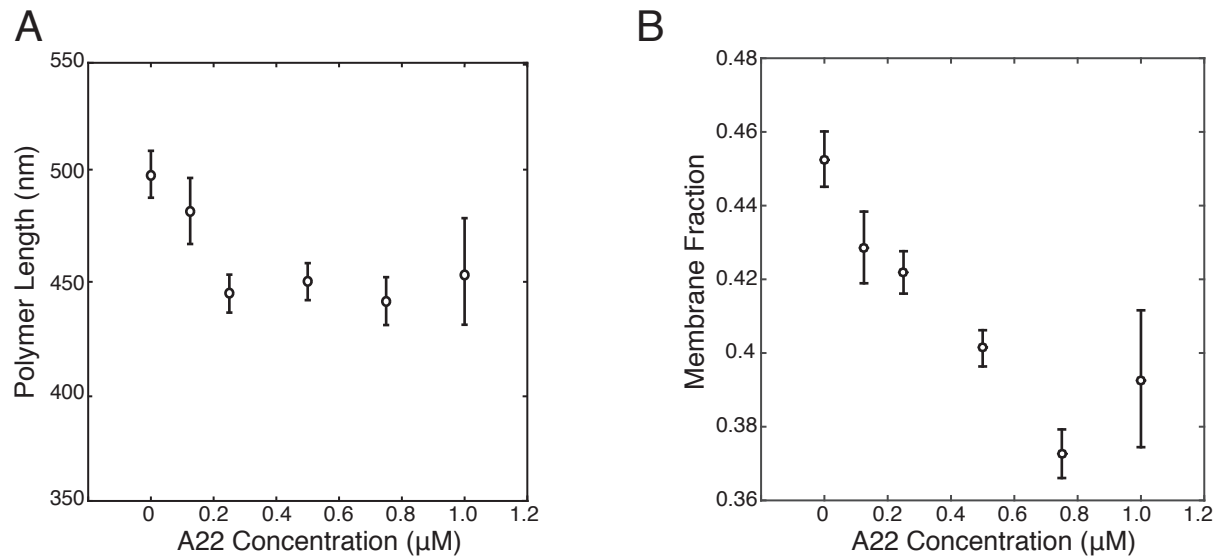 A
550
500
450
400
350
Polymer Length (nm)
0 0.2 0.4 0.6 0.8 1.0 1.2
A22 Concentration (µM)
B
0.48
0.46
0.44
0.42
0.4
0.38
0.36
Membrane Fraction
0 0.2 0.4 0.6 0.8 1.0 1.2
A22 Concentration (µM)